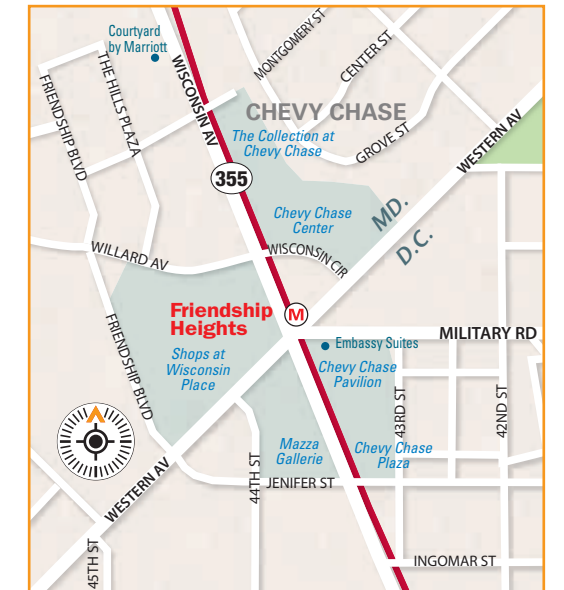 Courtyard
by Marriott
MONTGOMERY ST
CENTER ST
THE HILLS PLAZA
WISCONSIN AV
FRIENDSHIP BLVD
CHEVY CHASE
The Collection at
Chevy Chase
GROVE ST
WESTERN AV
355
Chevy Chase
Center
MD.
D.C.
WILLARD AV
WISCONSIN CIR
Friendship
Heights
M
MILITARY RD
Embassy Suites
Shops at
Wisconsin
Place
Chevy Chase
Pavilion
FRIENDSHIP BLVD
43RD ST
42ND ST
Mazza
Gallerie
Chevy Chase
Plaza
44TH ST
JENIFER ST
WESTERN AV
45TH ST
INGOMAR ST